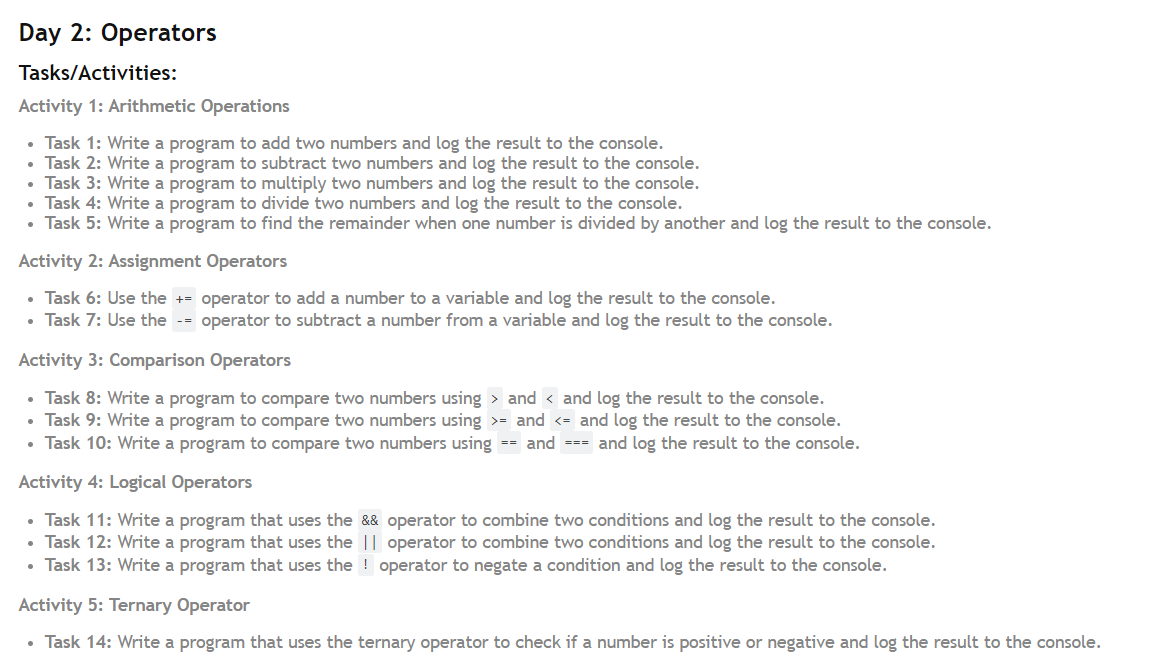 Day 2: Operators
Tasks/Activities:
Activity 1: Arithmetic Operations
• Task 1: Write a program to add two numbers and log the result to the console.
• Task 2: Write a program to subtract two numbers and log the result to the console.
• Task 3: Write a program to multiply two numbers and log the result to the console.
• Task 4: Write a program to divide two numbers and log the result to the console.
• Task 5: Write a program to find the remainder when one number is divided by another and log the result to the console.
Activity 2: Assignment Operators
• Task 6: Use the += operator to add a number to a variable and log the result to the console.
• Task 7: Use the -= operator to subtract a number from a variable and log the result to the console.
Activity 3: Comparison Operators
• Task 8: Write a program to compare two numbers using > and < and log the result to the console.
• Task 9: Write a program to compare two numbers using >= and <= and log the result to the console.
• Task 10: Write a program to compare two numbers using == and === and log the result to the console.
Activity 4: Logical Operators
• Task 11: Write a program that uses the && operator to combine two conditions and log the result to the console.
• Task 12: Write a program that uses the || operator to combine two conditions and log the result to the console.
• Task 13: Write a program that uses the ! operator to negate a condition and log the result to the console.
Activity 5: Ternary Operator
• Task 14: Write a program that uses the ternary operator to check if a number is positive or negative and log the result to the console.